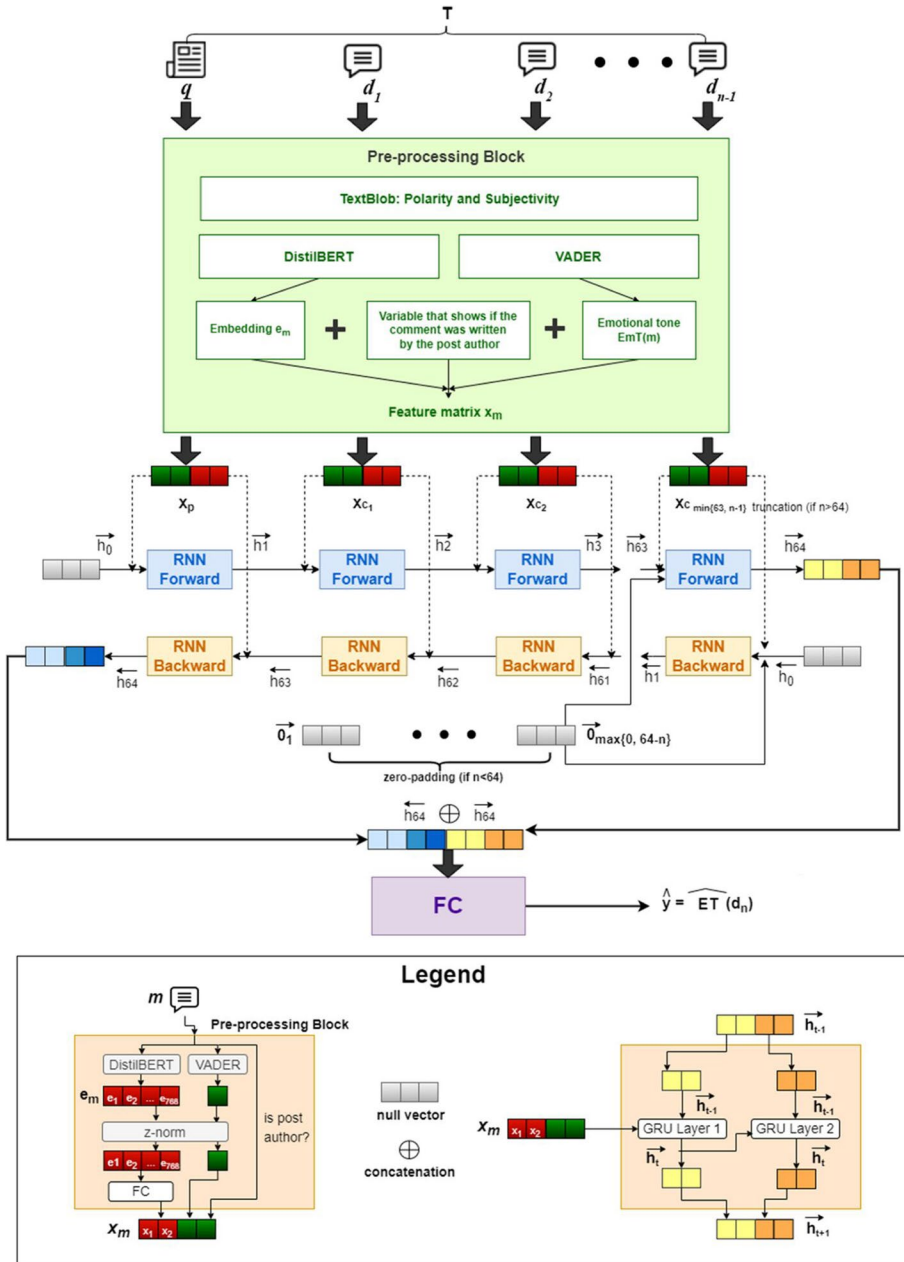 T
q d1 d2 dn-1
Pre-processing Block
TextBlob: Polarity and Subjectivity
DistilBERT VADER
Embedding em + Variable that shows if the comment was written by the post author + Emotional tone EmT(m)
Feature matrix xm
xp xc1 xc2 xc min{63, n-1} truncation (if n>64)
h0 h1 h2 h3 h63 h64
RNN Forward RNN Forward RNN Forward RNN Forward
RNN Backward RNN Backward RNN Backward RNN Backward
h64 h63 h62 h61 h1 h0
01 0max{0, 64-n}
zero-padding (if n<64)
h64 ⊕ h64
FC ŷ = ET (dn)
Legend
m
Pre-processing Block
DistilBERT VADER
em e1 e2 ... e768
z-norm
is post author?
e1 e2 ... e768
FC
xm x1 x2
null vector
⊕
concatenation
ht-1
ht-1 ht-1
xm x1 x2 GRU Layer 1 GRU Layer 2
ht ht
ht+1